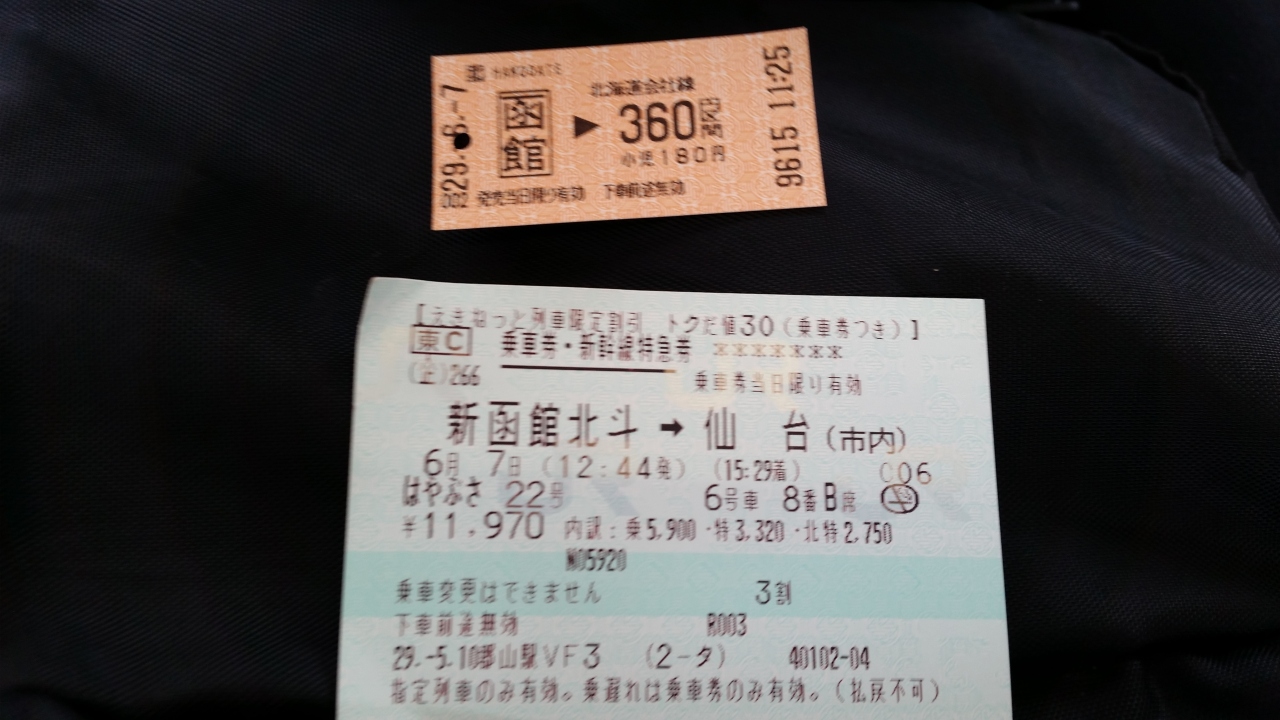 HAKODATE
29.-6.-7
002
函館
▶
北海道会社線
360円区間
小児180円
発売当日限り有効 下車前途無効
9615 11:25
【えきねっと列車限定割引 トクだ値30(乗車券つき)】
東C 乗車券・新幹線特急券 *******
(企)266 乗車券当日限り有効
新函館北斗 → 仙 台(市内)
6月 7日(12:44発) (15:29着) C06
はやぶさ 22号 6号車 8番B席
¥11,970 内訳:乗5,900・特3,320・北特2,750
N05920
乗車変更はできません 3割
下車前途無効 R003
29.-5.10郡山駅VF3 (2-タ) 40102-04
指定列車のみ有効。乗遅れは乗車券のみ有効。(払戻不可)